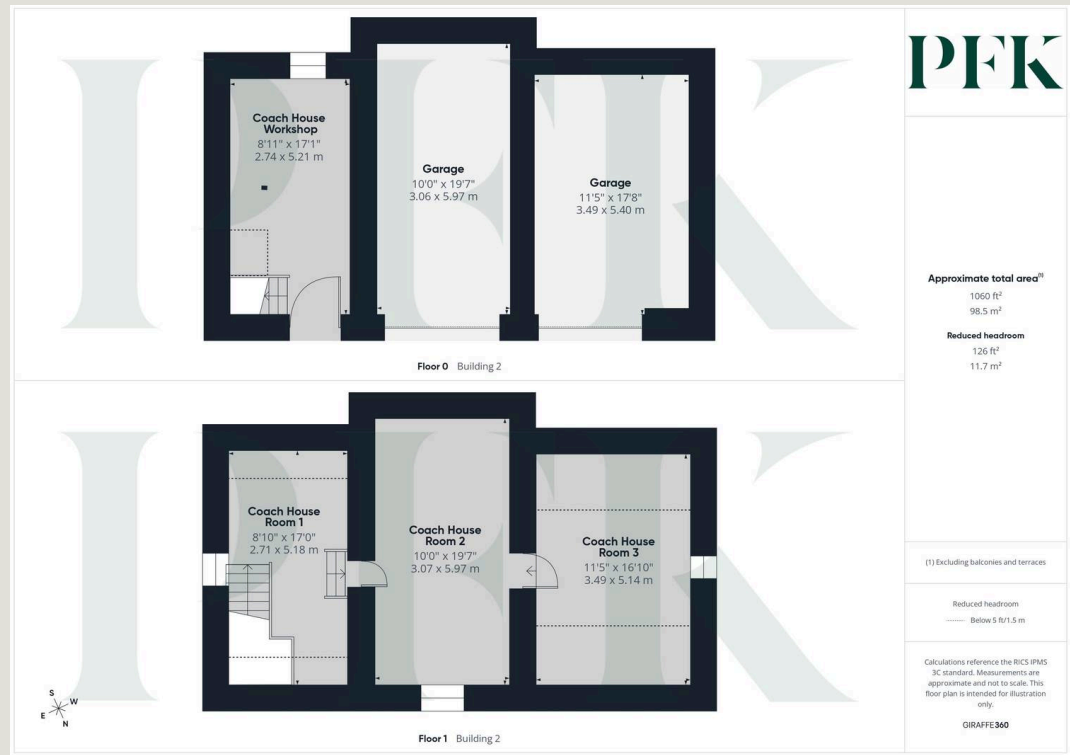 Coach House
Workshop
8'11" x 17'1"
2.74 x 5.21 m
Garage
10'0" x 19'7"
3.06 x 5.97 m
Garage
11'5" x 17'8"
3.49 x 5.40 m
Floor 0 Building 2
Coach House
Room 1
8'10" x 17'0"
2.71 x 5.18 m
Coach House
Room 2
10'0" x 19'7"
3.07 x 5.97 m
Coach House
Room 3
11'5" x 16'10"
3.49 x 5.14 m
S
W
E
N
Floor 1 Building 2
PFK
Approximate total area(1)
1060 ft²
98.5 m²
Reduced headroom
126 ft²
11.7 m²
(1) Excluding balconies and terraces
Reduced headroom
Below 5 ft/1.5 m
Calculations reference the RICS IPMS
3C standard. Measurements are
approximate and not to scale. This
floor plan is intended for illustration
only.
GIRAFFE360
PFK
PFK